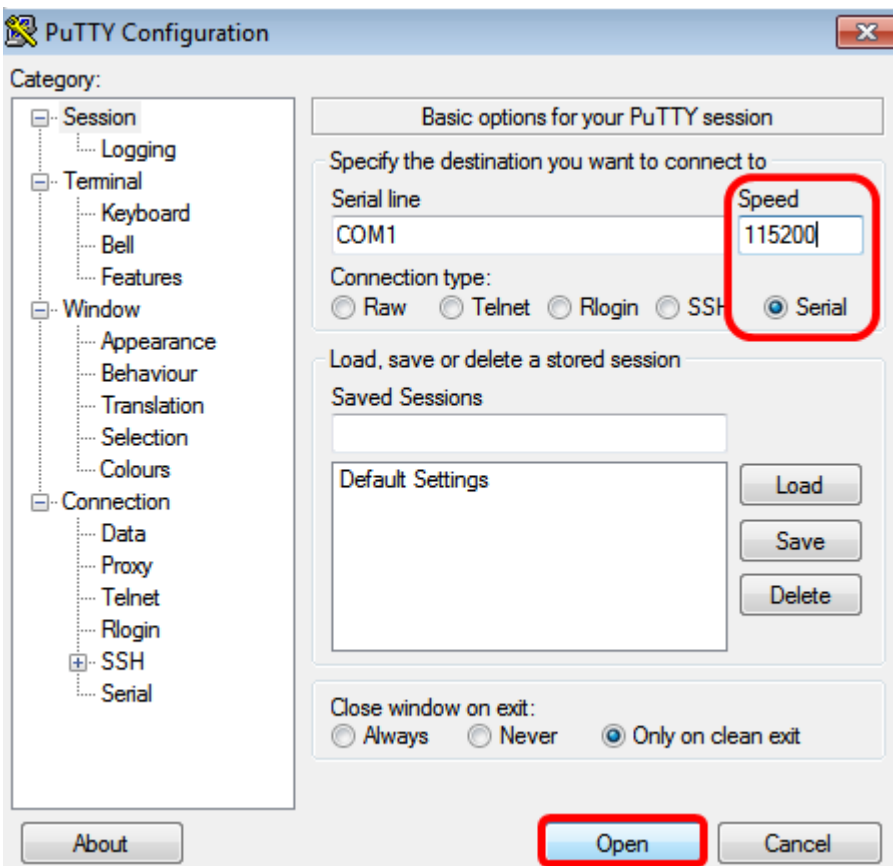 PuTTY Configuration
Category:
Session
Logging
Terminal
Keyboard
Bell
Features
Window
Appearance
Behaviour
Translation
Selection
Colours
Connection
Data
Proxy
Telnet
Rlogin
SSH
Serial
Basic options for your PuTTY session
Specify the destination you want to connect to
Serial line Speed
COM1 115200
Connection type:
Raw Telnet Rlogin SSH Serial
Load, save or delete a stored session
Saved Sessions
Default Settings
Load
Save
Delete
Close window on exit:
Always Never Only on clean exit
About Open Cancel